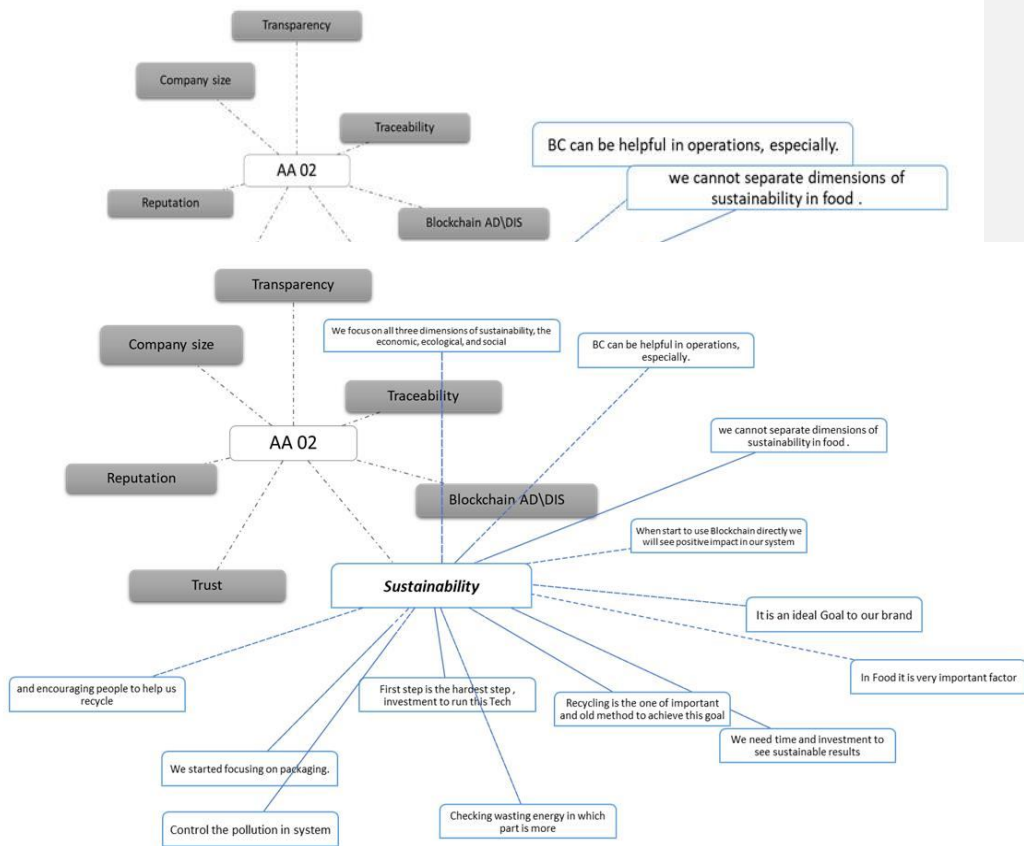 Transparency
Company size
Traceability
AA 02
Reputation
Blockchain AD\DIS
BC can be helpful in operations, especially.
we cannot separate dimensions of
sustainability in food .
Transparency
Company size
We focus on all three dimensions of sustainability, the
economic, ecological, and social
BC can be helpful in operations,
especially.
Traceability
AA 02
we cannot separate dimensions of
sustainability in food .
Reputation
Blockchain AD\DIS
When start to use Blockchain directly we
will see positive impact in our system
Trust
Sustainability
It is an ideal Goal to our brand
In Food it is very important factor
and encouraging people to help us
recycle
First step is the hardest step ,
investment to run this Tech
Recycling is the one of important
and old method to achieve this goal
We need time and investment to
see sustainable results
We started focusing on packaging.
Control the pollution in system
Checking wasting energy in which
part is more